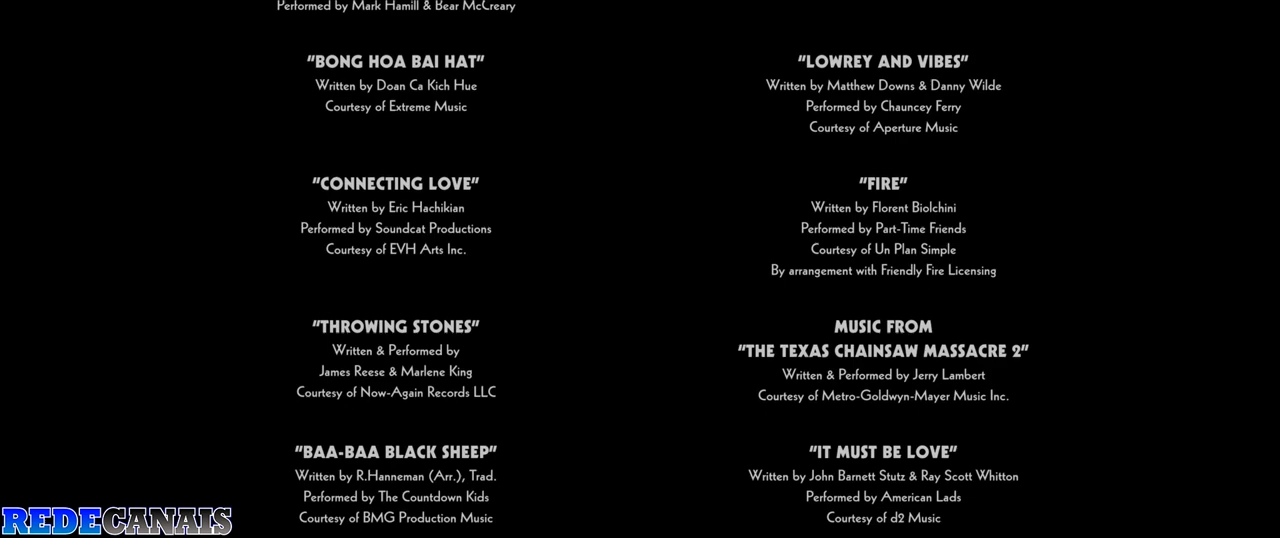 Performed by Mark Hamill & Bear McCreary
"BONG HOA BAI HAT"
Written by Doan Ca Kich Hue
Courtesy of Extreme Music
"CONNECTING LOVE"
Written by Eric Hachikian
Performed by Soundcat Productions
Courtesy of EVH Arts Inc.
"THROWING STONES"
Written & Performed by
James Reese & Marlene King
Courtesy of Now-Again Records LLC
"BAA-BAA BLACK SHEEP"
Written by R.Hanneman (Arr.), Trad.
Performed by The Countdown Kids
Courtesy of BMG Production Music
"LOWREY AND VIBES"
Written by Matthew Downs & Danny Wilde
Performed by Chauncey Ferry
Courtesy of Aperture Music
"FIRE"
Written by Florent Biolchini
Performed by Part-Time Friends
Courtesy of Un Plan Simple
By arrangement with Friendly Fire Licensing
MUSIC FROM
"THE TEXAS CHAINSAW MASSACRE 2"
Written & Performed by Jerry Lambert
Courtesy of Metro-Goldwyn-Mayer Music Inc.
"IT MUST BE LOVE"
Written by John Barnett Stutz & Ray Scott Whitton
Performed by American Lads
Courtesy of d2 Music
REDECANAIS